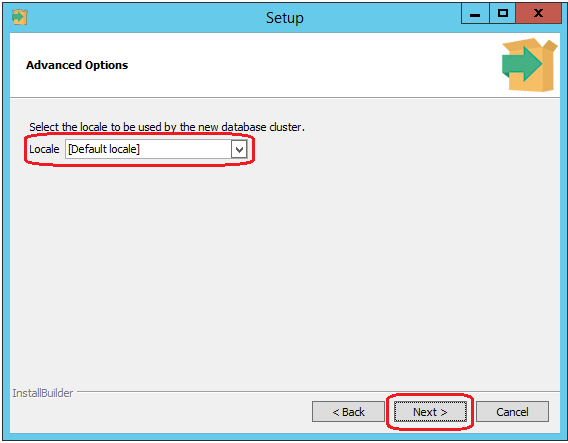 Setup
Advanced Options
Select the locale to be used by the new database cluster.
Locale [Default locale]
InstallBuilder
< Back Next > Cancel